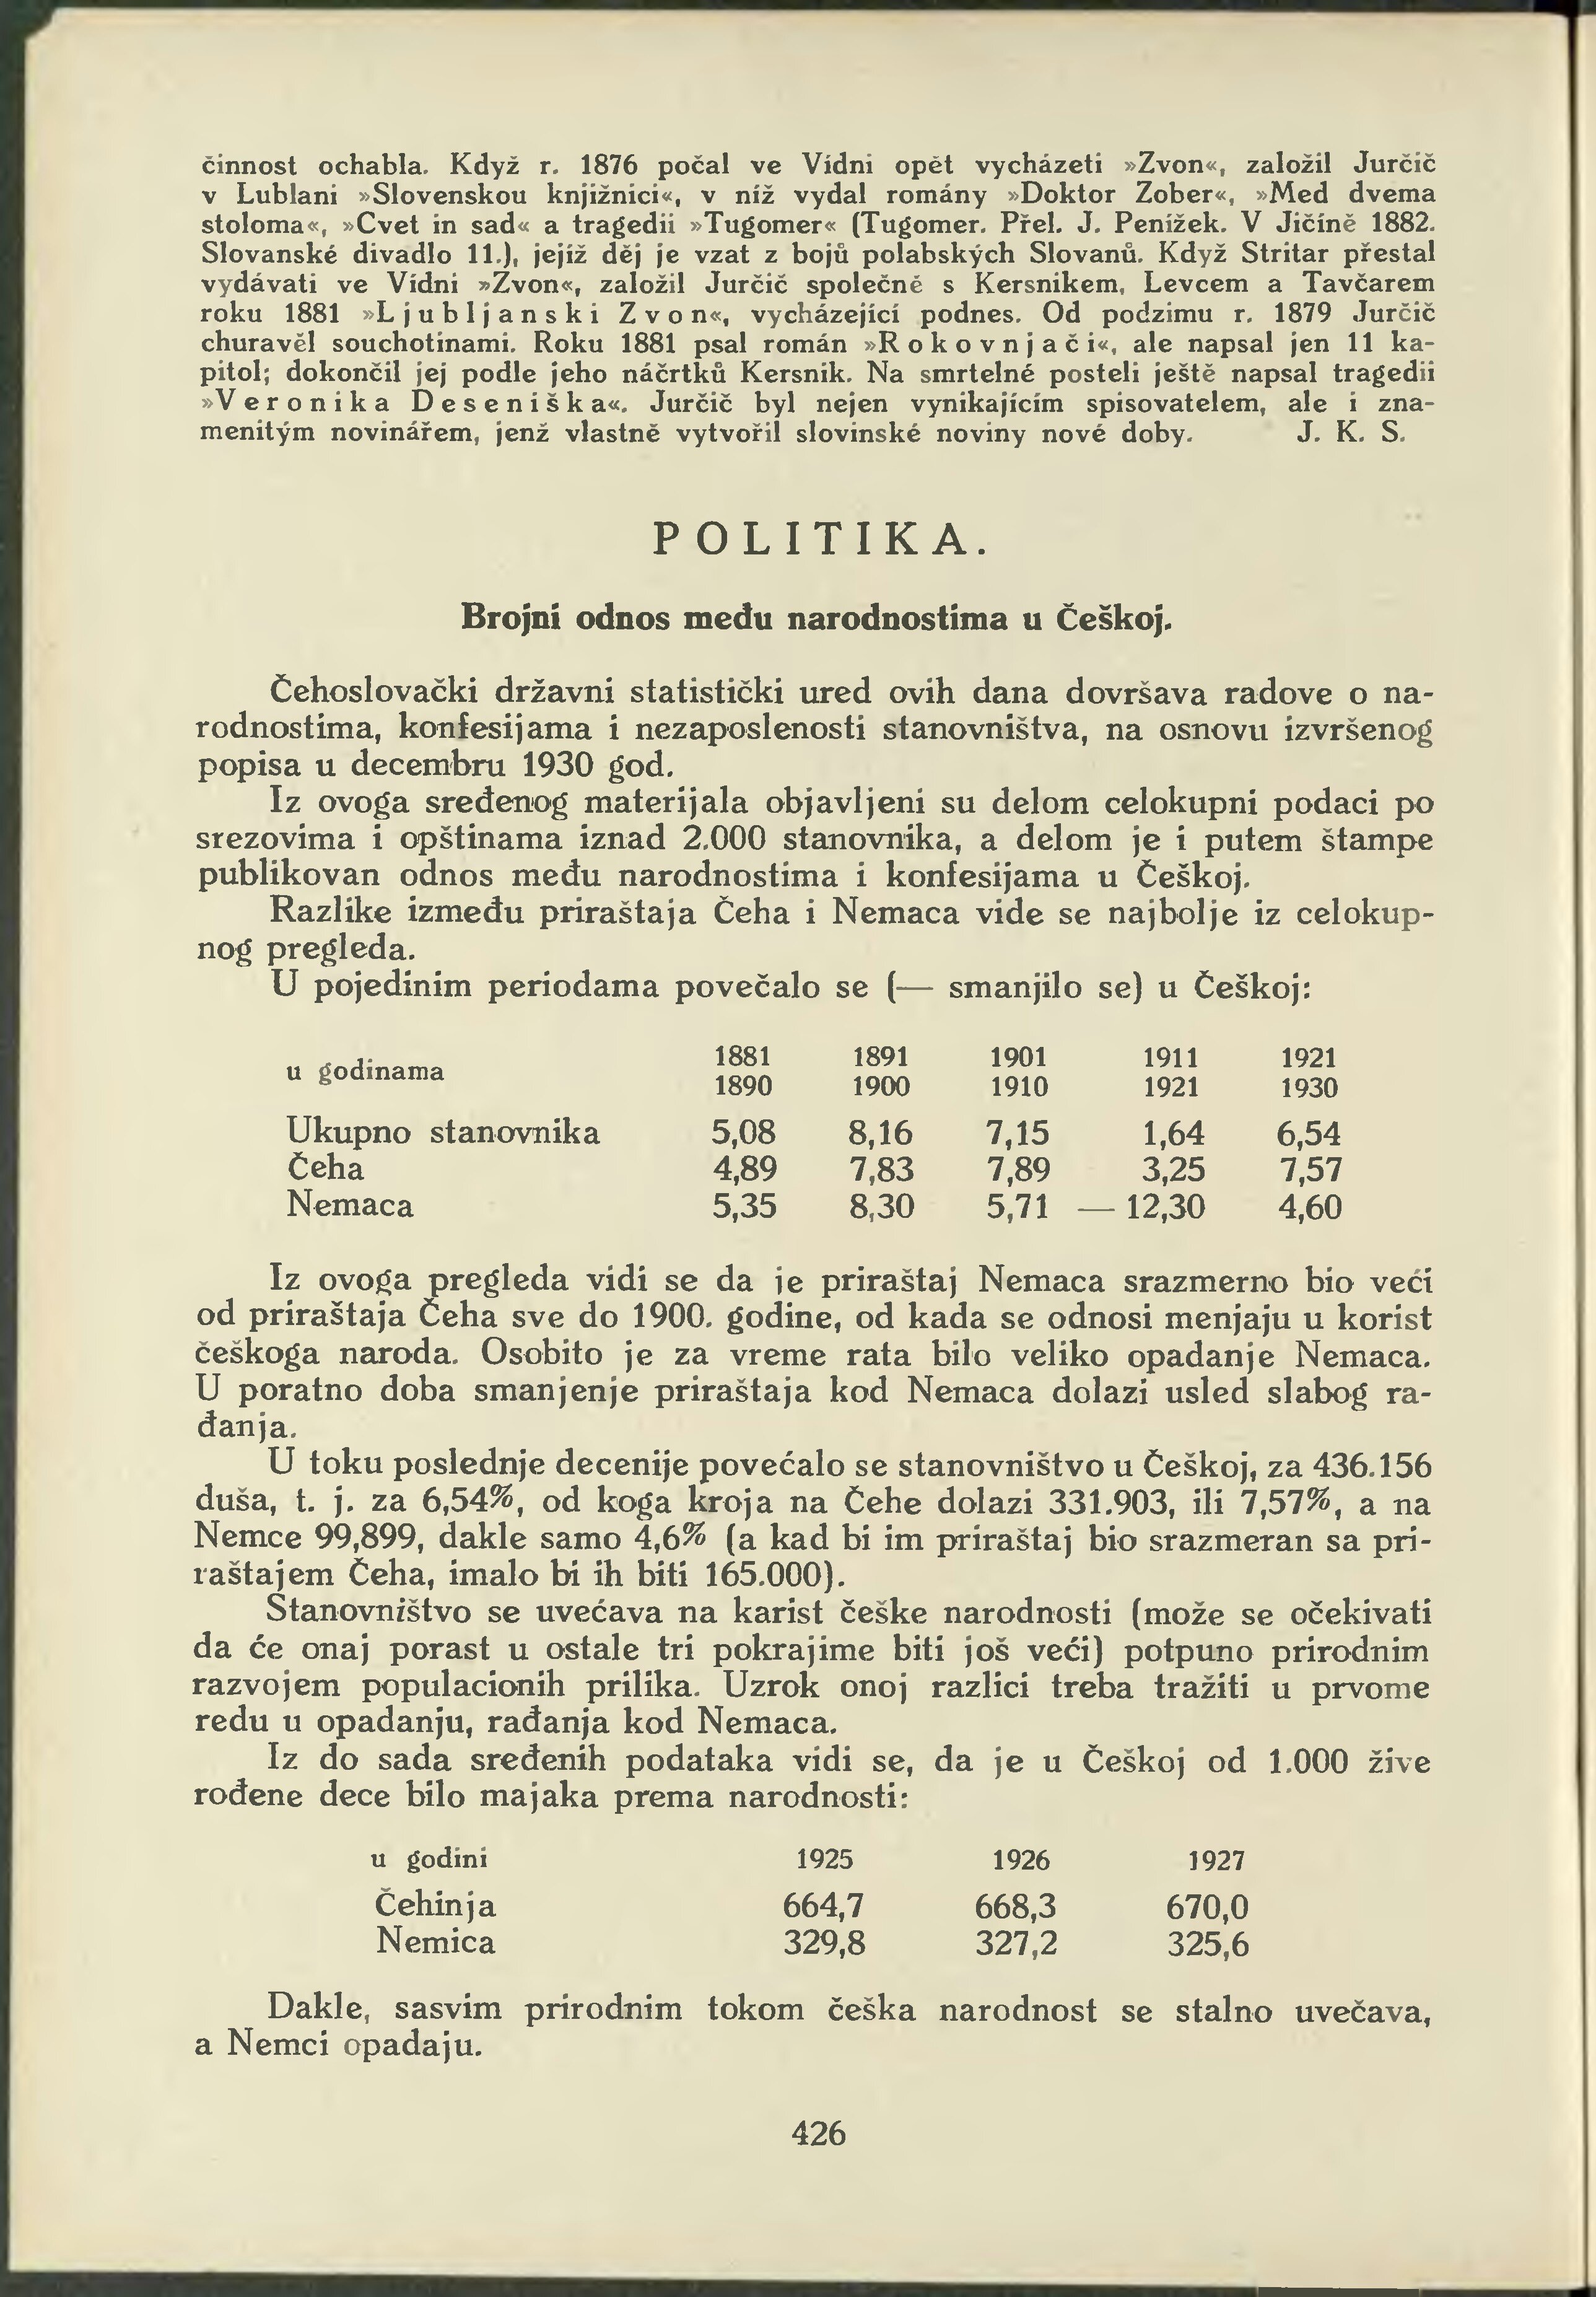 činnost ochabla. Když r. 1876 počal ve Vídni opět vycházeti »Zvon«, založil Jurčič
v Lublani »Slovenskou knjižnici«, v níž vydal romány »Doktor Zober«, »Med dvema
stoloma«, »Cvet in sad« a tragedii »Tugomer« (Tugomer. Přel. J. Penížek. V Jičíně 1882.
Slovanské divadlo 11.), jejíž děj je vzat z bojů polabských Slovanů. Když Stritar přestal
vydávati ve Vídni »Zvon«, založil Jurčič společně s Kersnikem, Levcem a Tavčarem
roku 1881 »Ljubljanski Zvon«, vycházející podnes. Od podzimu r. 1879 Jurčič
churavěl souchotinami. Roku 1881 psal román »Rokovnjači«, ale napsal jen 11 ka-
pitol; dokončil jej podle jeho náčrtků Kersnik. Na smrtelné posteli ještě napsal tragedii
»Veronika Deseniška«. Jurčič byl nejen vynikajícím spisovatelem, ale i zna-
menitým novinářem, jenž vlastně vytvořil slovinské noviny nové doby. J. K. S.
POLITIKA.
Brojni odnos među narodnostima u Češkoj.
Čehoslovački državni statistički ured ovih dana dovršava radove o na-
rodnostima, konfesijama i nezaposlenosti stanovništva, na osnovu izvršenog
popisa u decembru 1930 god.
Iz ovoga sređenog materijala objavljeni su delom celokupni podaci po
srezovima i opštinama iznad 2.000 stanovnika, a delom je i putem štampe
publikovan odnos među narodnostima i konfesijama u Češkoj.
Razlike između priraštaja Čeha i Nemaca vide se najbolje iz celokup-
nog pregleda.
U pojedinim periodama povečalo se (— smanjilo se) u Češkoj:
u godinama 1881 1891 1901 1911 1921
1890 1900 1910 1921 1930
Ukupno stanovnika 5,08 8,16 7,15 1,64 6,54
Čeha 4,89 7,83 7,89 3,25 7,57
Nemaca 5,35 8,30 5,71 — 12,30 4,60
Iz ovoga pregleda vidi se da je priraštaj Nemaca srazmerno bio veći
od priraštaja Čeha sve do 1900. godine, od kada se odnosi menjaju u korist
češkoga naroda. Osobito je za vreme rata bilo veliko opadanje Nemaca.
U poratno doba smanjenje priraštaja kod Nemaca dolazi usled slabog ra-
đanja.
U toku poslednje decenije povećalo se stanovništvo u Češkoj, za 436.156
duša, t. j. za 6,54%, od koga kroja na Čehe dolazi 331.903, ili 7,57%, a na
Nemce 99,899, dakle samo 4,6% (a kad bi im priraštaj bio srazmeran sa pri-
raštajem Čeha, imalo bi ih biti 165.000).
Stanovništvo se uvećava na karist češke narodnosti (može se očekivati
da će onaj porast u ostale tri pokrajime biti još veći) potpuno prirodnim
razvojem populacionih prilika. Uzrok onoj razlici treba tražiti u prvome
redu u opadanju, rađanja kod Nemaca.
Iz do sada sređenih podataka vidi se, da je u Češkoj od 1.000 žive
rođene dece bilo majaka prema narodnosti:
u godini 1925 1926 1927
Čehinja 664,7 668,3 670,0
Nemica 329,8 327,2 325,6
Dakle, sasvim prirodnim tokom češka narodnost se stalno uvečava,
a Nemci opadaju.
426